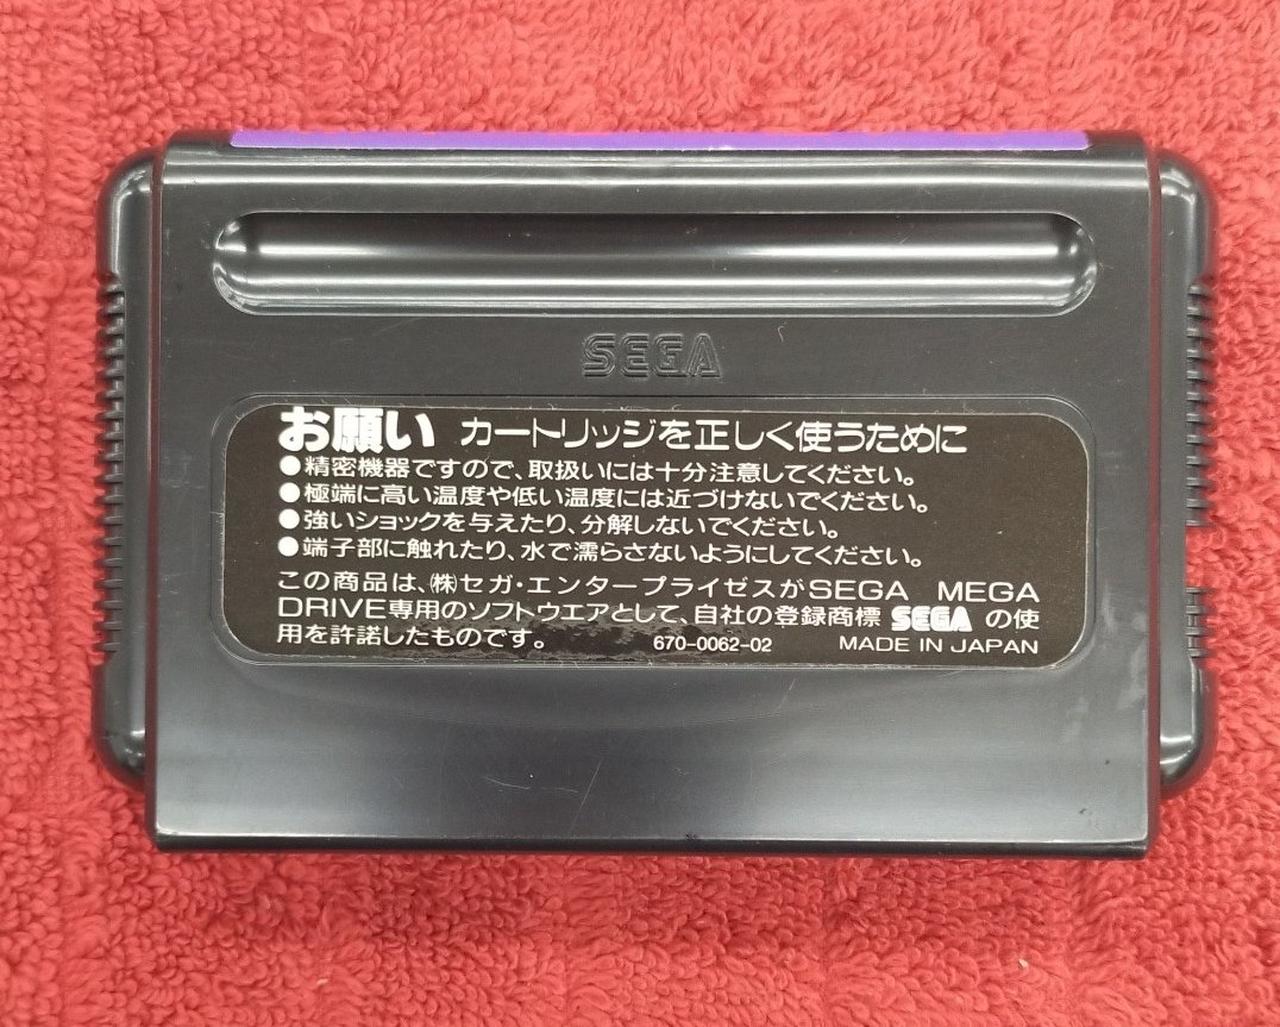 SEGA
お願い カートリッジを正しく使うために
●精密機器ですので、取扱いには十分注意してください。
●極端に高い温度や低い温度には近づけないでください。
●強いショックを与えたり、分解しないでください。
●端子部に触れたり、水で濡らさないようにしてください。
この商品は、㈱セガ・エンタープライゼスがSEGA MEGA
DRIVE専用のソフトウエアとして、自社の登録商標 SEGA の使
用を許諾したものです。 670-0062-02 MADE IN JAPAN